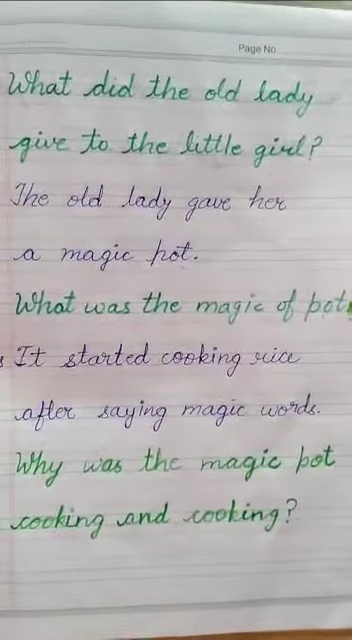 Page No.
What did the old lady
give to the little girl?
The old lady gave her
a magic pot.
What was the magic of pot
s It started cooking rice
after saying magic words.
Why was the magic pot
cooking and cooking?